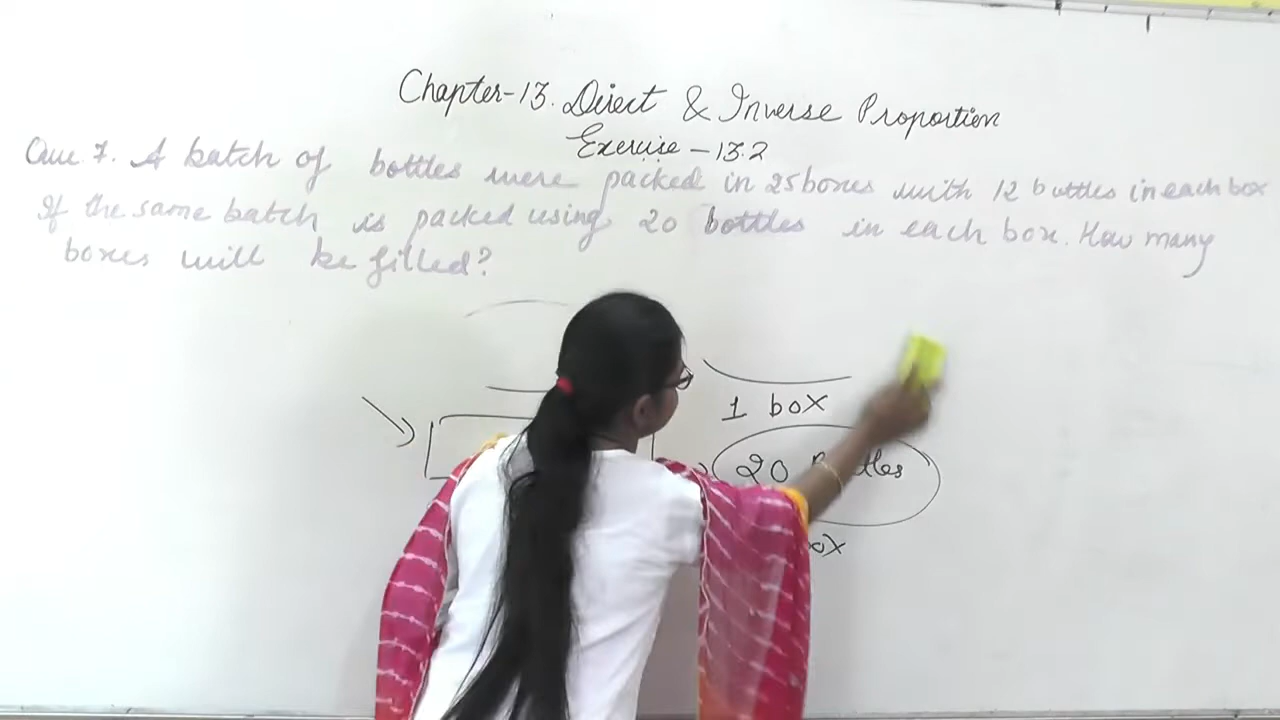 Chapter-13. Direct & Inverse Proportion
Exercise - 13.2
Que 7. A batch of bottles were packed in 25 boxes with 12 bottles in each box
If the same batch is packed using 20 bottles in each box. How many
boxes will be filled?
1 box
20